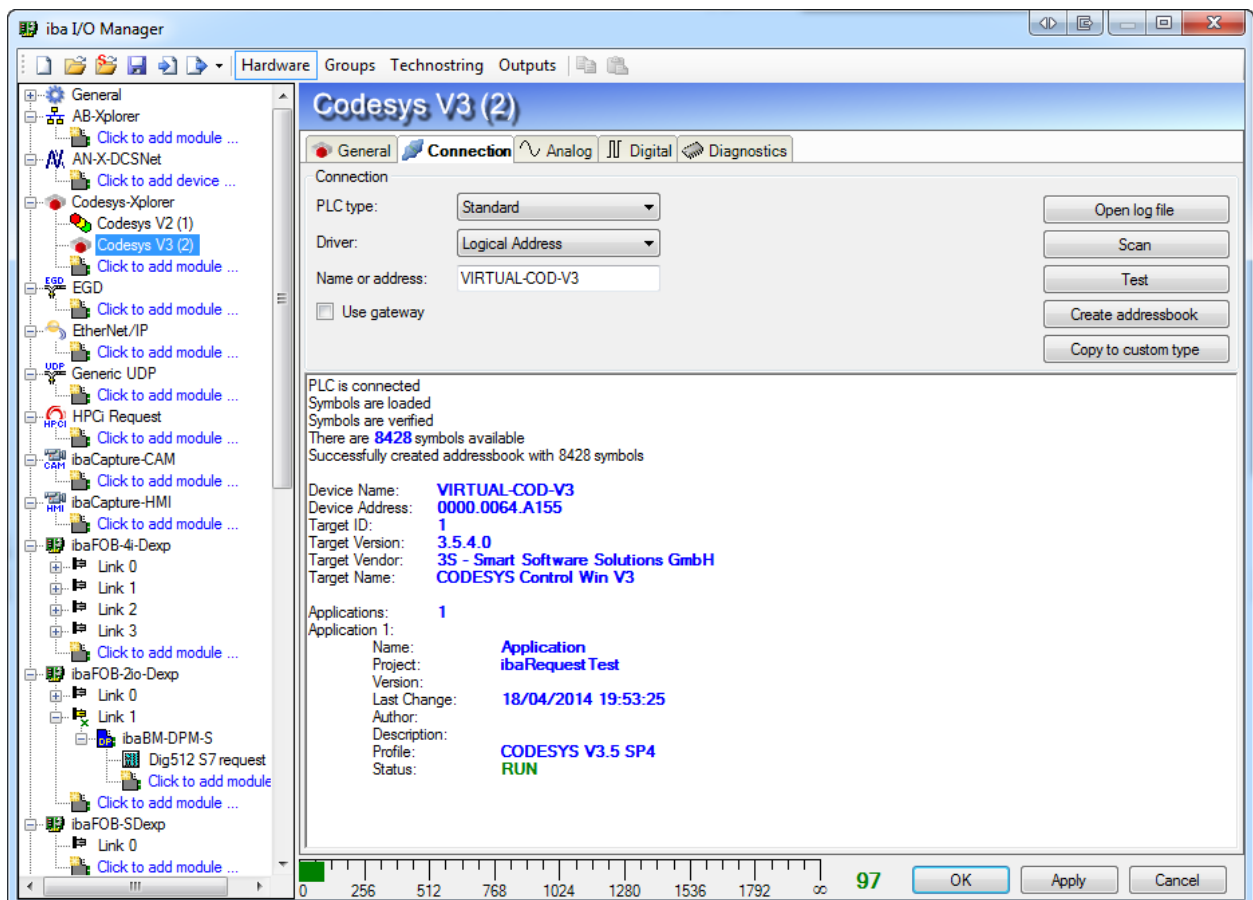 iba I/O Manager
Hardware Groups Technostring Outputs
General
AB-Xplorer
Click to add module ...
AN-X-DCSNet
Click to add device ...
Codesys-Xplorer
Codesys V2 (1)
Codesys V3 (2)
Click to add module ...
EGD EGD
Click to add module ...
EtherNet/IP
Click to add module ...
UDP Generic UDP
Click to add module ...
HPCi HPCi Request
Click to add module ...
CAM ibaCapture-CAM
Click to add module ...
HMI ibaCapture-HMI
Click to add module ...
ibaFOB-4i-Dexp
Link 0
Link 1
Link 2
Link 3
Click to add module ...
ibaFOB-2io-Dexp
Link 0
Link 1
DP ibaBM-DPM-S
Dig512 S7 request
Click to add module
Click to add module ...
ibaFOB-SDexp
Link 0
Click to add module ...
Codesys V3 (2)
General Connection Analog Digital Diagnostics
Connection
PLC type: Standard
Driver: Logical Address
Name or address: VIRTUAL-COD-V3
Use gateway
Open log file
Scan
Test
Create addressbook
Copy to custom type
PLC is connected
Symbols are loaded
Symbols are verified
There are 8428 symbols available
Successfully created addressbook with 8428 symbols
Device Name: VIRTUAL-COD-V3
Device Address: 0000.0064.A155
Target ID: 1
Target Version: 3.5.4.0
Target Vendor: 3S - Smart Software Solutions GmbH
Target Name: CODESYS Control Win V3
Applications: 1
Application 1:
Name: Application
Project: ibaRequestTest
Version:
Last Change: 18/04/2014 19:53:25
Author:
Description:
Profile: CODESYS V3.5 SP4
Status: RUN
0 256 512 768 1024 1280 1536 1792 ∞
97
OK Apply Cancel